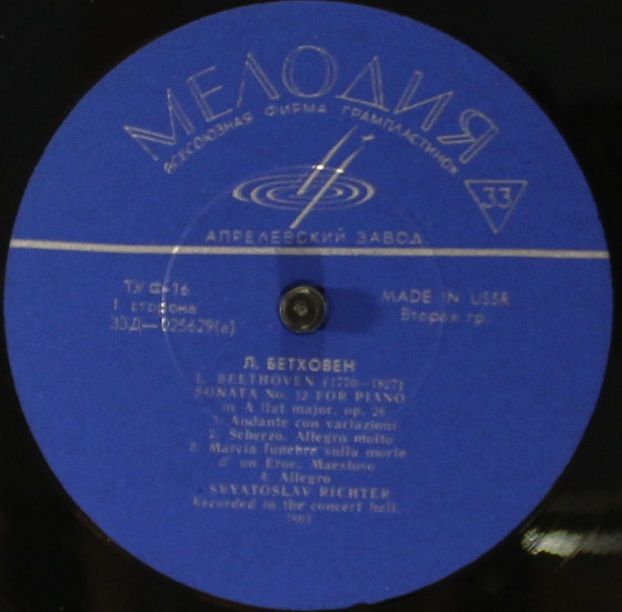 МЕЛОДИЯ
ВСЕСОЮЗНАЯ ФИРМА ГРАМПЛАСТИНОК
33
АПРЕЛЕВСКИЙ ЗАВОД
MADE IN USSR
Вторая гр.
1 сторона
33Д—025629(а)
Л. БЕТХОВЕН
L. BEETHOVEN (1770—1827)
SONATA No. 12 FOR PIANO
in A flat major, op. 26
1. Andante con variazioni
2. Scherzo. Allegro molto
3. Marcia funebre sulla morte
d' un Eroe. Maestoso
4. Allegro
SVYATOSLAV RICHTER
Recorded in the concert hall,